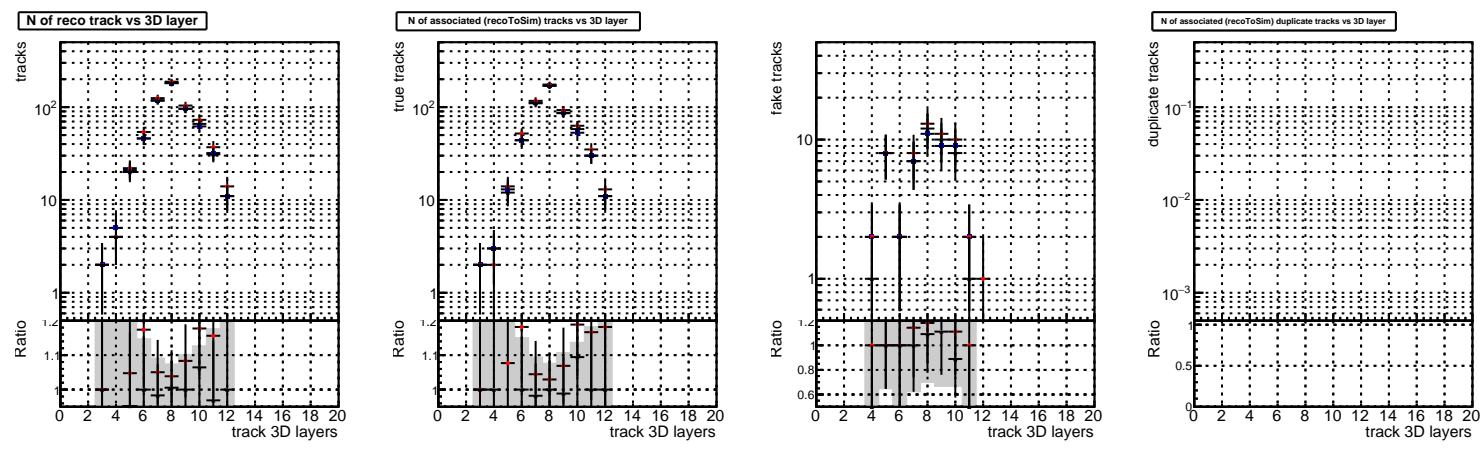 N of reco track vs 3D layer
tracks
10²
10
1
Ratio
1.2
1.1
1
0 2 4 6 8 10 12 14 16 18 20
track 3D layers
N of associated (recoToSim) tracks vs 3D layer
true tracks
10²
10
1
Ratio
1.2
1.1
1
0 2 4 6 8 10 12 14 16 18 20
track 3D layers
fake tracks
10
1
Ratio
1.2
1
0.8
0.6
0 2 4 6 8 10 12 14 16 18 20
track 3D layers
N of associated (recoToSim) duplicate tracks vs 3D layer
duplicate tracks
10⁻¹
10⁻²
10⁻³
Ratio
1
0.5
0
0 2 4 6 8 10 12 14 16 18 20
track 3D layers